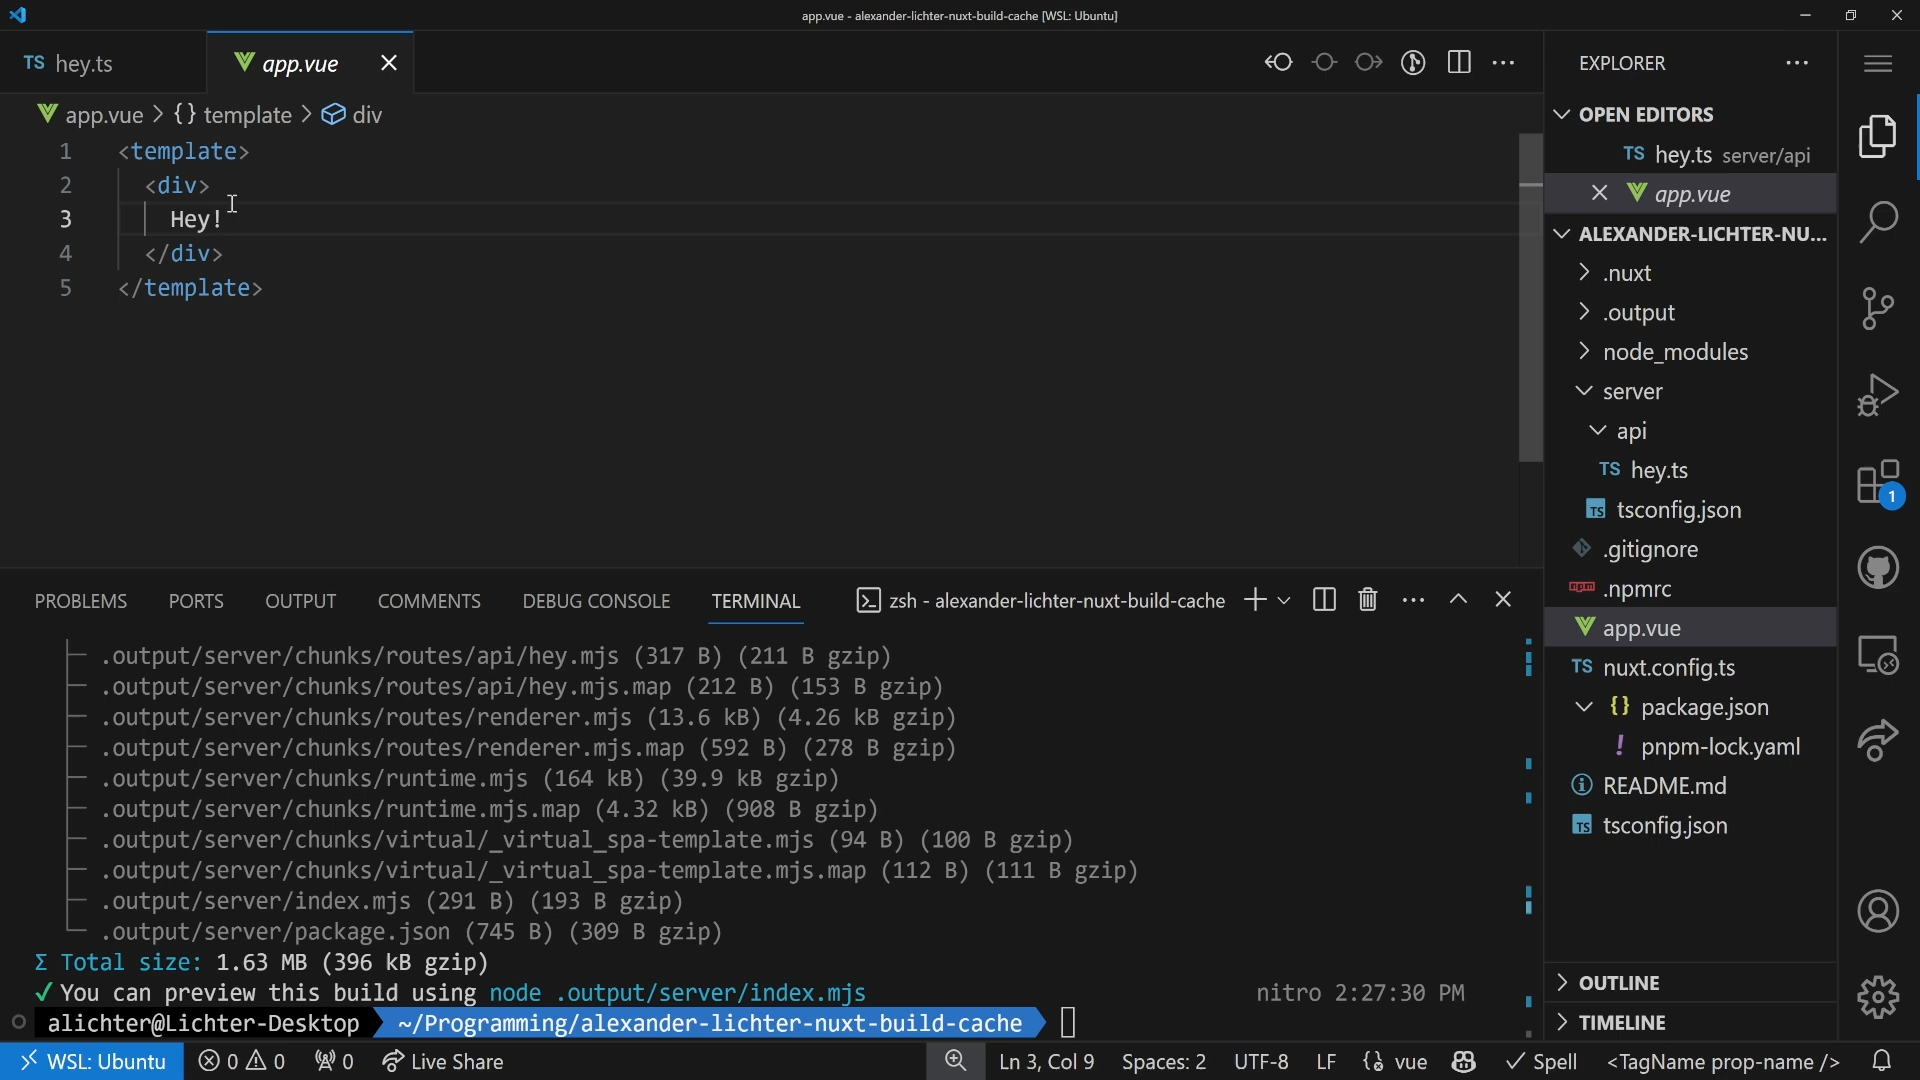 app.vue - alexander-lichter-nuxt-build-cache [WSL: Ubuntu]
TS hey.ts
app.vue
app.vue > {} template > div
1 <template>
2 <div>
3 Hey!
4 </div>
5 </template>
PROBLEMS PORTS OUTPUT COMMENTS DEBUG CONSOLE TERMINAL zsh - alexander-lichter-nuxt-build-cache
├─ .output/server/chunks/routes/api/hey.mjs (317 B) (211 B gzip)
├─ .output/server/chunks/routes/api/hey.mjs.map (212 B) (153 B gzip)
├─ .output/server/chunks/routes/renderer.mjs (13.6 kB) (4.26 kB gzip)
├─ .output/server/chunks/routes/renderer.mjs.map (592 B) (278 B gzip)
├─ .output/server/chunks/runtime.mjs (164 kB) (39.9 kB gzip)
├─ .output/server/chunks/runtime.mjs.map (4.32 kB) (908 B gzip)
├─ .output/server/chunks/virtual/_virtual_spa-template.mjs (94 B) (100 B gzip)
├─ .output/server/chunks/virtual/_virtual_spa-template.mjs.map (112 B) (111 B gzip)
├─ .output/server/index.mjs (291 B) (193 B gzip)
└─ .output/server/package.json (745 B) (309 B gzip)
Σ Total size: 1.63 MB (396 kB gzip)
✓ You can preview this build using node .output/server/index.mjs nitro 2:27:30 PM
alichter@Lichter-Desktop ~/Programming/alexander-lichter-nuxt-build-cache
EXPLORER
OPEN EDITORS
TS hey.ts server/api
app.vue
ALEXANDER-LICHTER-NU...
.nuxt
.output
node_modules
server
api
TS hey.ts
TS tsconfig.json
.gitignore
npm .npmrc
app.vue
TS nuxt.config.ts
{} package.json
! pnpm-lock.yaml
README.md
TS tsconfig.json
OUTLINE
TIMELINE
1
WSL: Ubuntu 0 0 0 Live Share Ln 3, Col 9 Spaces: 2 UTF-8 LF vue Spell <TagName prop-name />